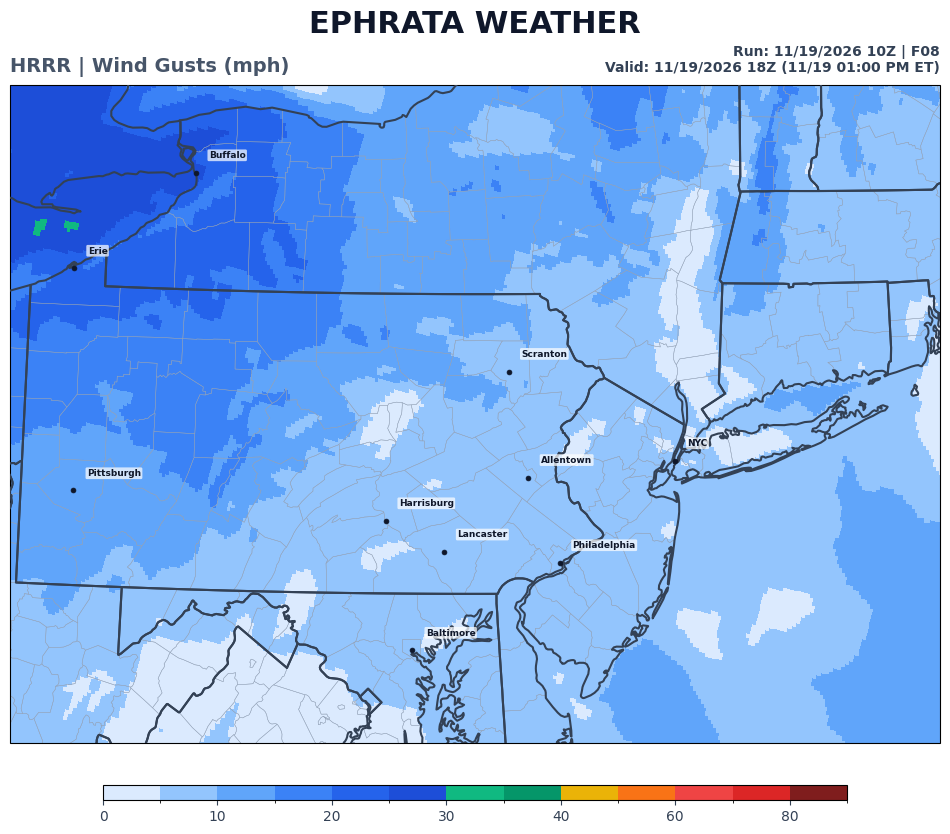 EPHRATA WEATHER
HRRR | Wind Gusts (mph)
Run: 11/19/2026 10Z | F08
Valid: 11/19/2026 18Z (11/19 01:00 PM ET)
Buffalo
Erie
Scranton
NYC
Allentown
Pittsburgh
Harrisburg
Lancaster
Philadelphia
Baltimore
0 10 20 30 40 60 80